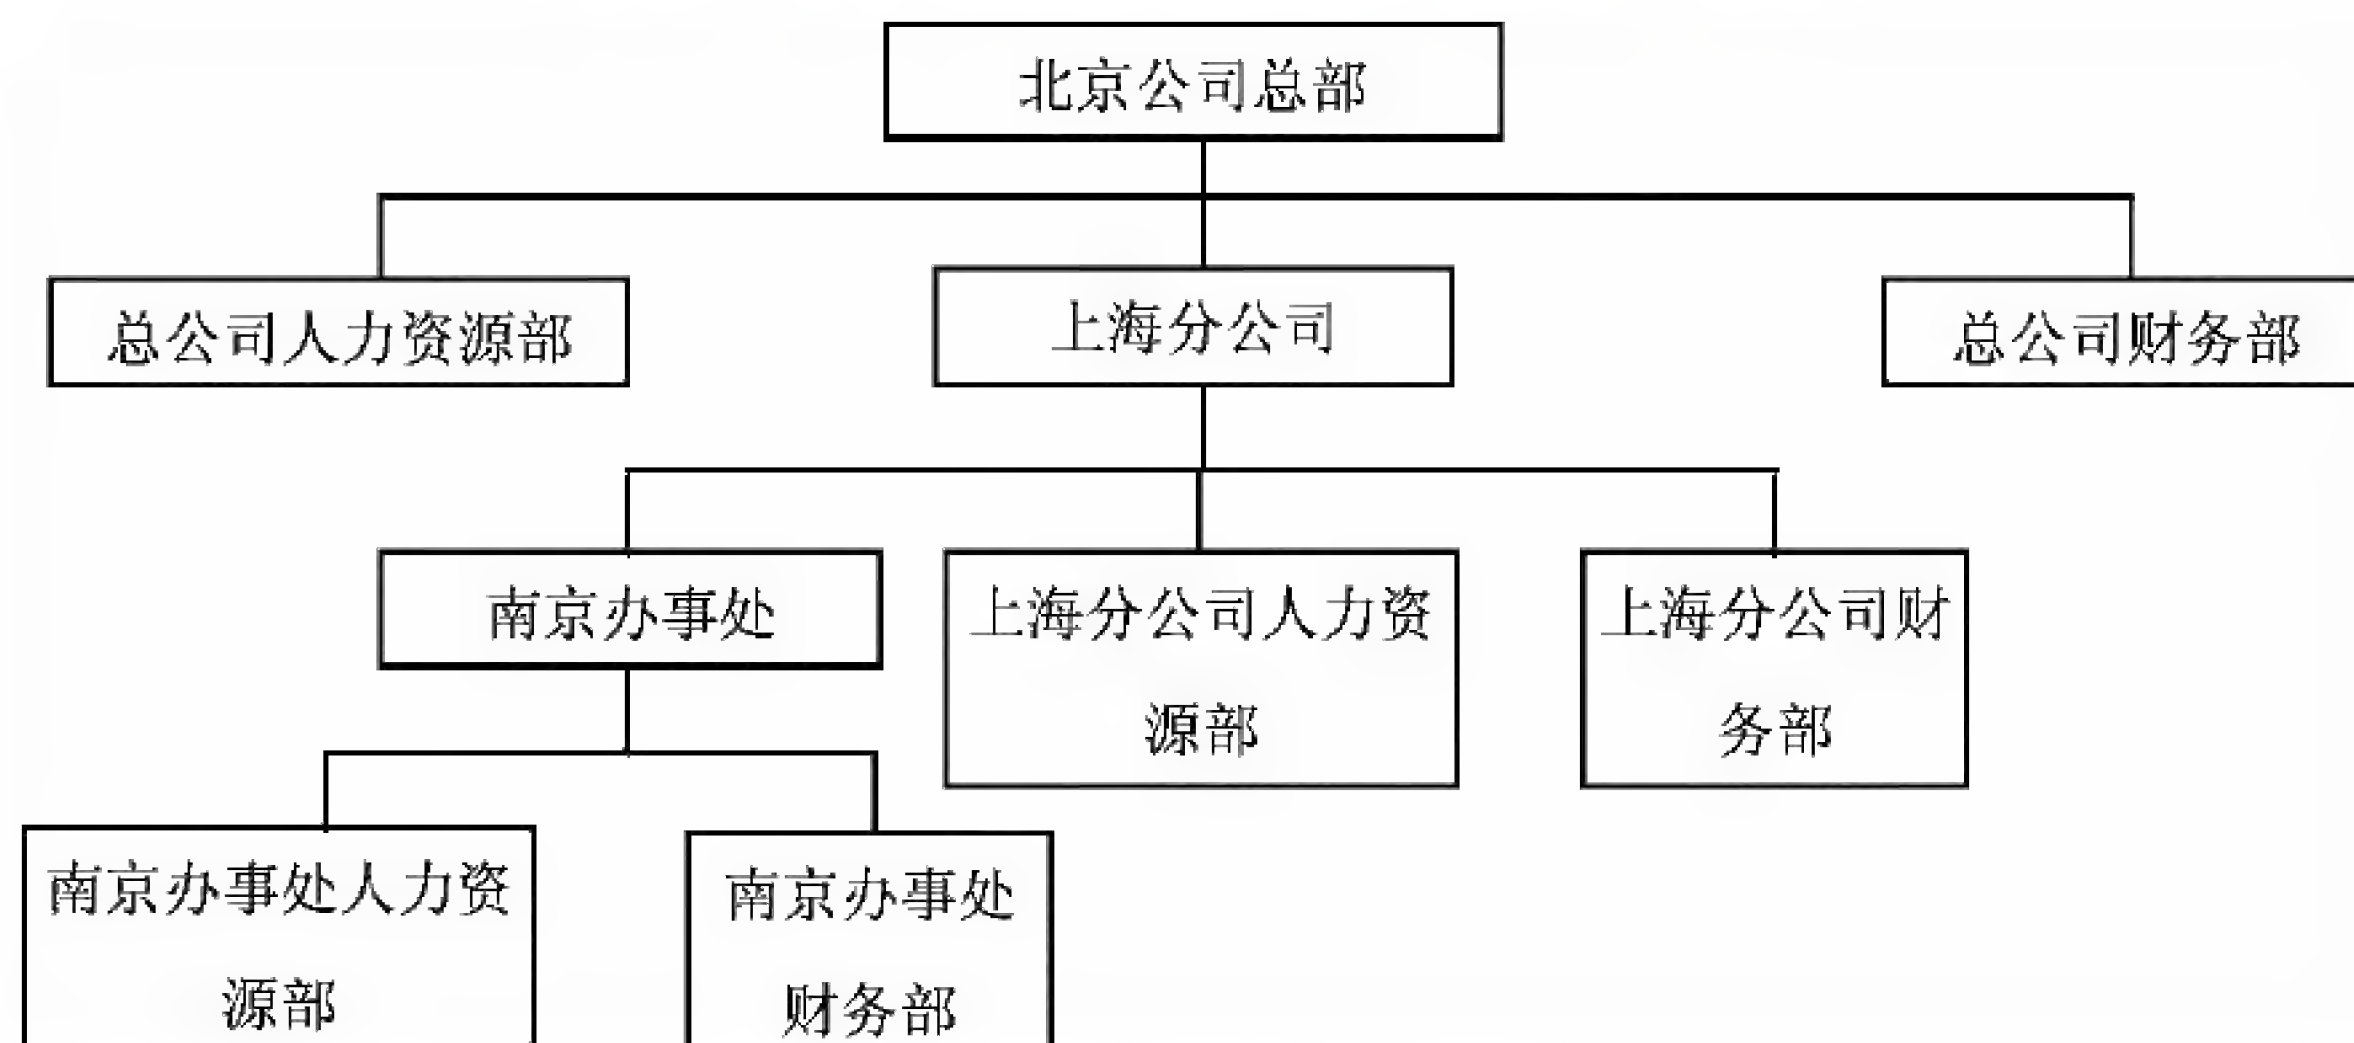 北京公司总部
总公司人力资源部
上海分公司
总公司财务部
南京办事处
上海分公司人力资
源部
上海分公司财
务部
南京办事处人力资
源部
南京办事处
财务部